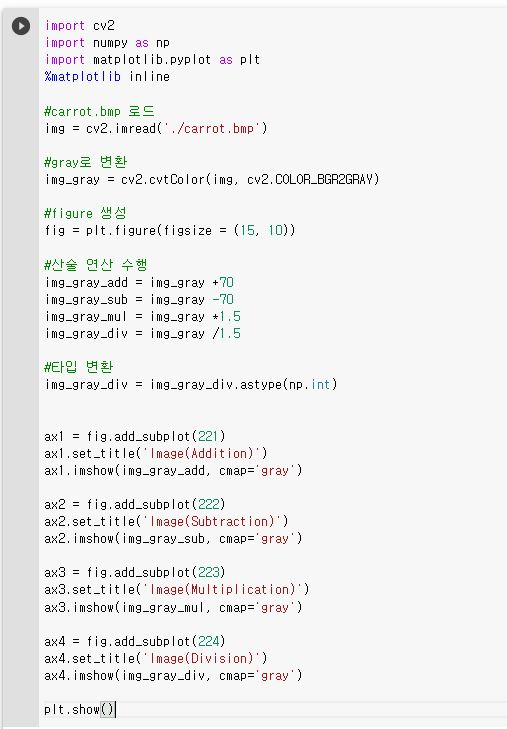 import cv2
import numpy as np
import matplotlib.pyplot as plt
%matplotlib inline
#carrot.bmp 로드
img = cv2.imread('./carrot.bmp')
#gray로 변환
img_gray = cv2.cvtColor(img, cv2.COLOR_BGR2GRAY)
#figure 생성
fig = plt.figure(figsize = (15, 10))
#산술 연산 수행
img_gray_add = img_gray +70
img_gray_sub = img_gray -70
img_gray_mul = img_gray *1.5
img_gray_div = img_gray /1.5
#타입 변환
img_gray_div = img_gray_div.astype(np.int)
ax1 = fig.add_subplot(221)
ax1.set_title('Image(Addition)')
ax1.imshow(img_gray_add, cmap='gray')
ax2 = fig.add_subplot(222)
ax2.set_title('Image(Subtraction)')
ax2.imshow(img_gray_sub, cmap='gray')
ax3 = fig.add_subplot(223)
ax3.set_title('Image(Multiplication)')
ax3.imshow(img_gray_mul, cmap='gray')
ax4 = fig.add_subplot(224)
ax4.set_title('Image(Division)')
ax4.imshow(img_gray_div, cmap='gray')
plt.show()